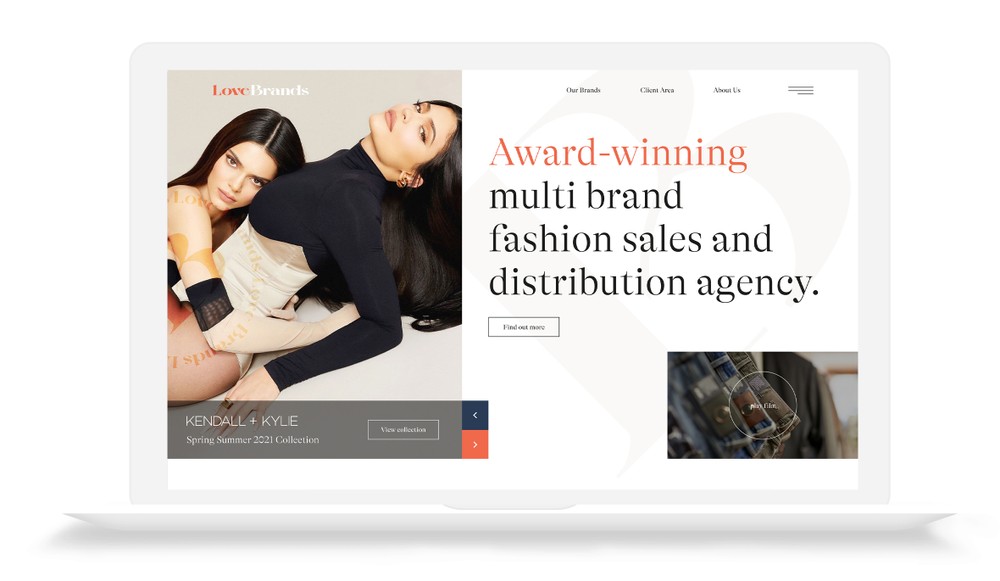 LoveBrands
Our Brands
Client Area
About Us
Award-winning
multi brand
fashion sales and
distribution agency.
Find out more
play film
KENDALL + KYLIE
Spring Summer 2021 Collection
View collection